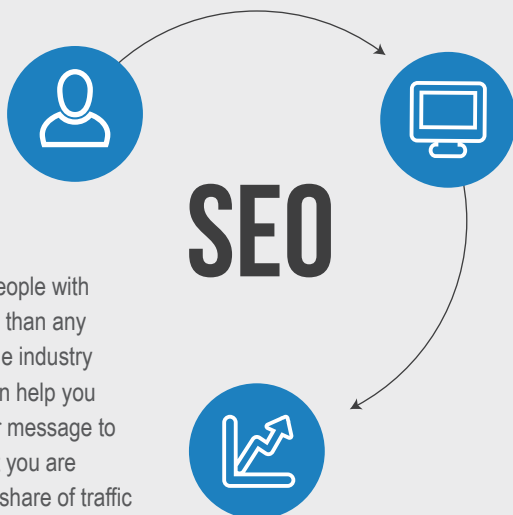 SEO
eople with
than any
e industry
n help you
r message to
you are
share of traffic